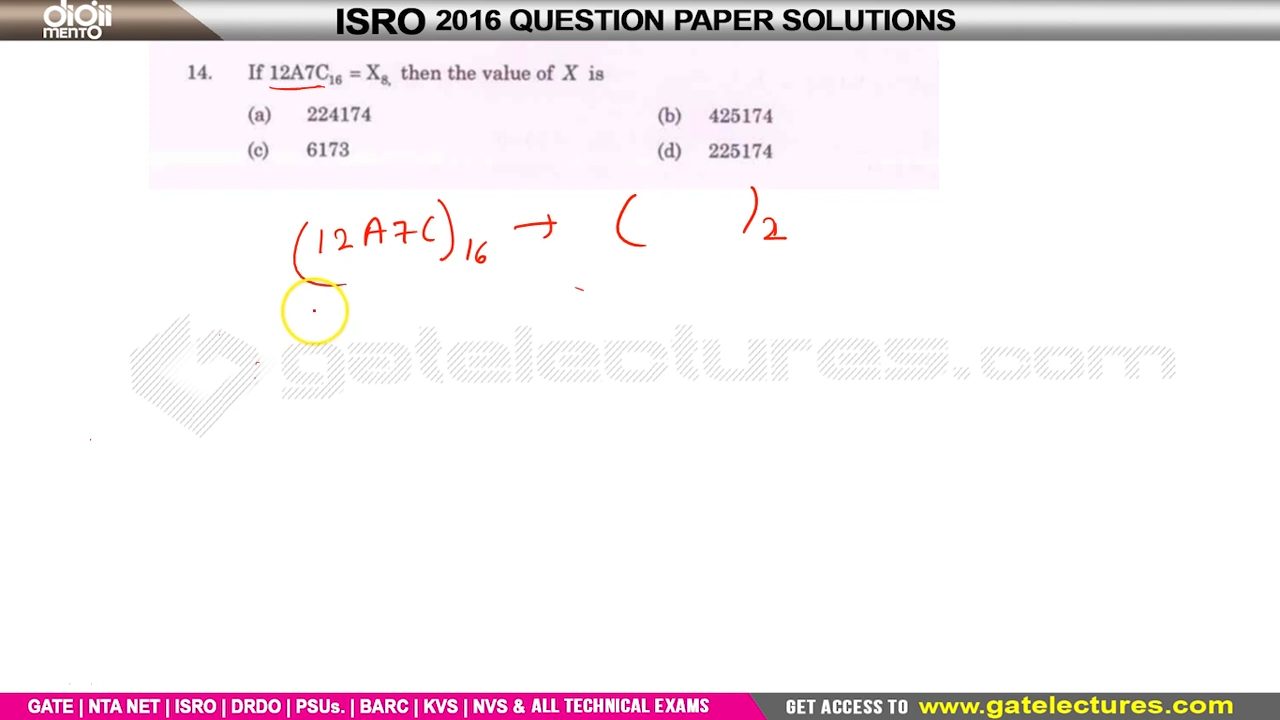 digiii
MENTO
ISRO 2016 QUESTION PAPER SOLUTIONS
14. If 12A7C16 = X8, then the value of X is
(a) 224174 (b) 425174
(c) 6173 (d) 225174
(12A7C)16 → ( )2
gatelectures.com
GATE | NTA NET | ISRO | DRDO | PSUs. | BARC | KVS | NVS & ALL TECHNICAL EXAMS GET ACCESS TO www.gatelectures.com